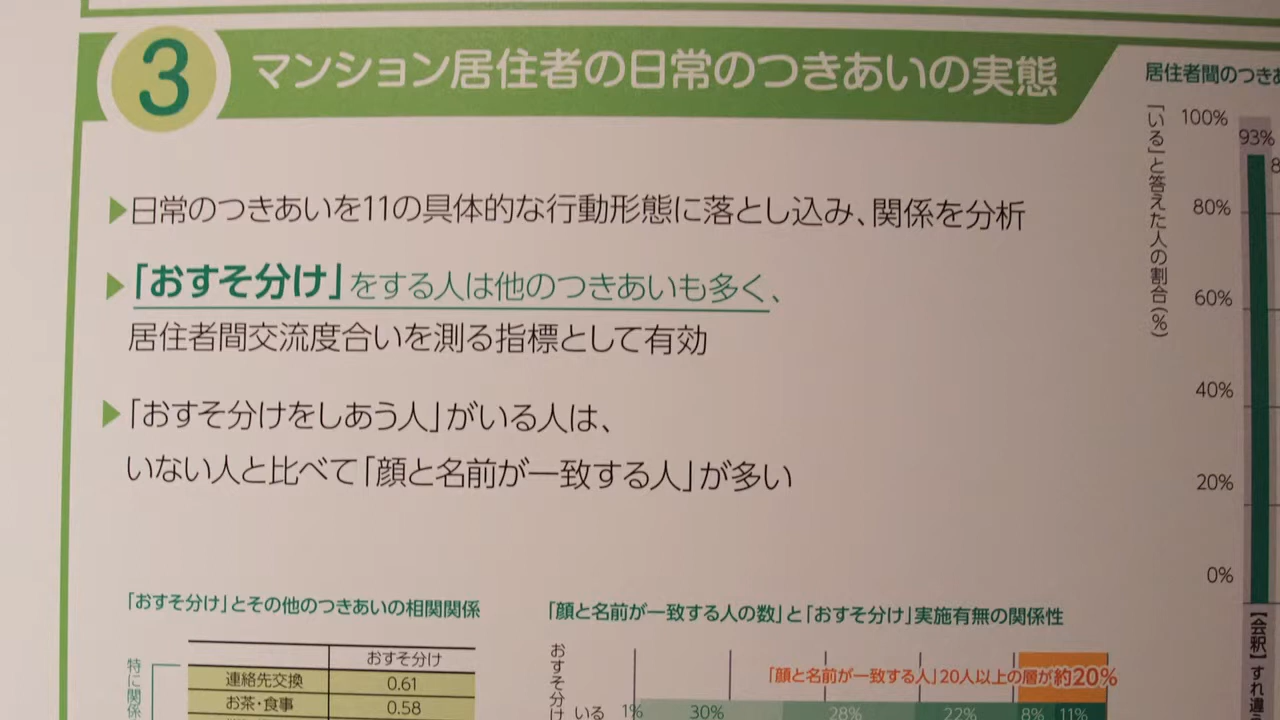 3
マンション居住者の日常のつきあいの実態
▶日常のつきあいを11の具体的な行動形態に落とし込み、関係を分析
▶「おすそ分け」をする人は他のつきあいも多く、
居住者間交流度合いを測る指標として有効
▶「おすそ分けをしあう人」がいる人は、
いない人と比べて「顔と名前が一致する人」が多い
「おすそ分け」とその他のつきあいの相関関係
おすそ分け
特に関係
連絡先交換 0.61
お茶・食事 0.58
「顔と名前が一致する人の数」と「おすそ分け」実施有無の関係性
「顔と名前が一致する人」20人以上の層が約20%
おすそ分け
いる 1% 30% 28% 22% 8% 11%
居住者間のつきあ
「いる」と答えた人の割合(%)
100%
93%
8
80%
60%
40%
20%
0%
【会釈】すれ違う